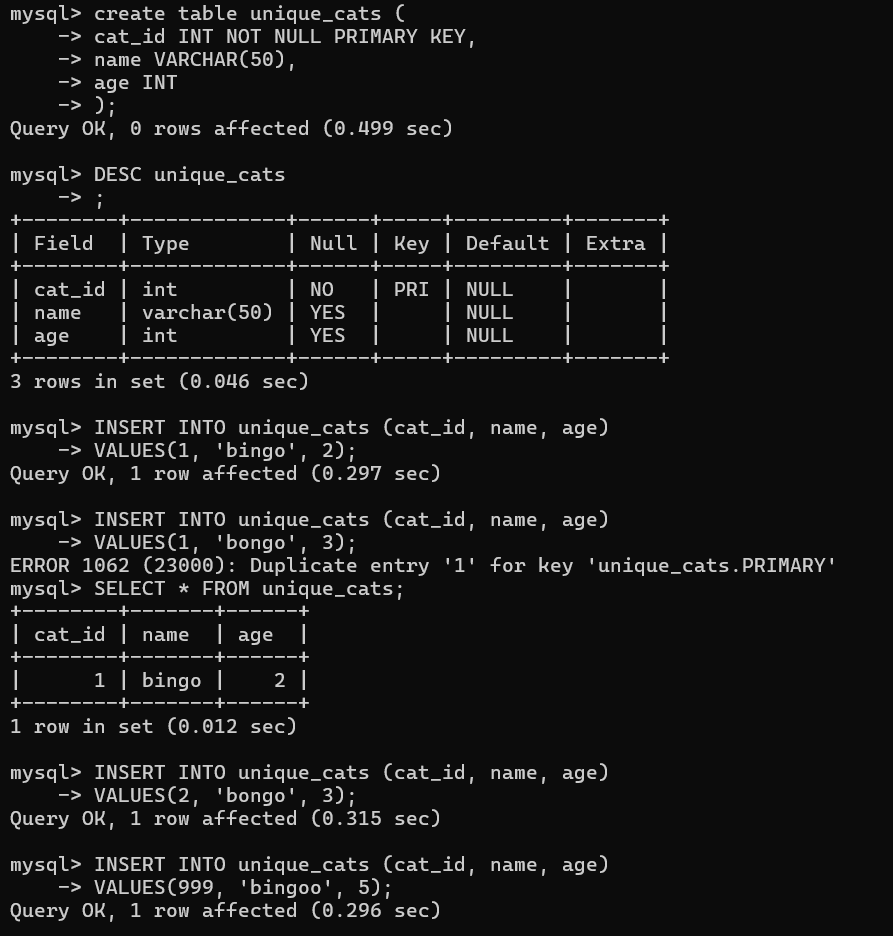 mysql> create table unique_cats (
    -> cat_id INT NOT NULL PRIMARY KEY,
    -> name VARCHAR(50),
    -> age INT
    -> );
Query OK, 0 rows affected (0.499 sec)

mysql> DESC unique_cats
    -> ;
+--------+-------------+------+-----+---------+-------+
| Field  | Type        | Null | Key | Default | Extra |
+--------+-------------+------+-----+---------+-------+
| cat_id | int         | NO   | PRI | NULL    |       |
| name   | varchar(50) | YES  |     | NULL    |       |
| age    | int         | YES  |     | NULL    |       |
+--------+-------------+------+-----+---------+-------+
3 rows in set (0.046 sec)

mysql> INSERT INTO unique_cats (cat_id, name, age)
    -> VALUES(1, 'bingo', 2);
Query OK, 1 row affected (0.297 sec)

mysql> INSERT INTO unique_cats (cat_id, name, age)
    -> VALUES(1, 'bongo', 3);
ERROR 1062 (23000): Duplicate entry '1' for key 'unique_cats.PRIMARY'
mysql> SELECT * FROM unique_cats;
+--------+-------+------+
| cat_id | name  | age  |
+--------+-------+------+
|      1 | bingo |    2 |
+--------+-------+------+
1 row in set (0.012 sec)

mysql> INSERT INTO unique_cats (cat_id, name, age)
    -> VALUES(2, 'bongo', 3);
Query OK, 1 row affected (0.315 sec)

mysql> INSERT INTO unique_cats (cat_id, name, age)
    -> VALUES(999, 'bingoo', 5);
Query OK, 1 row affected (0.296 sec)